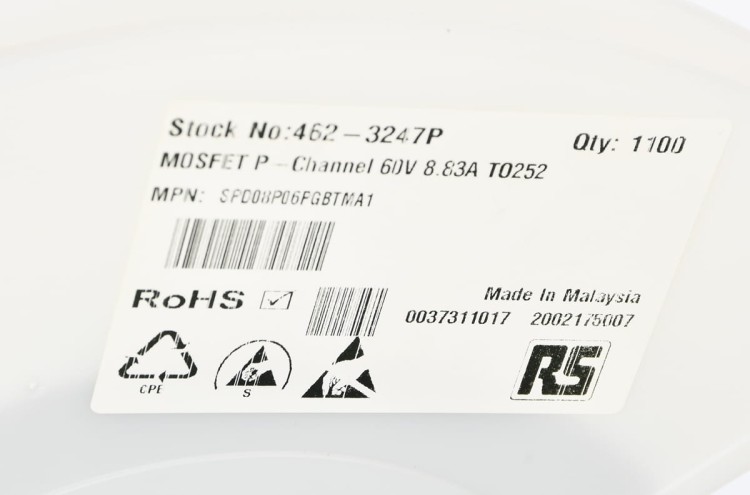 Stock No:462-3247P
Qty: 1100
MOSFET P-Channel 60V 8.83A TO252
MPN: SPD08P06PGBTMA1
RoHS
Made In Malaysia
0037311017 2002175007
CPE
S
RS